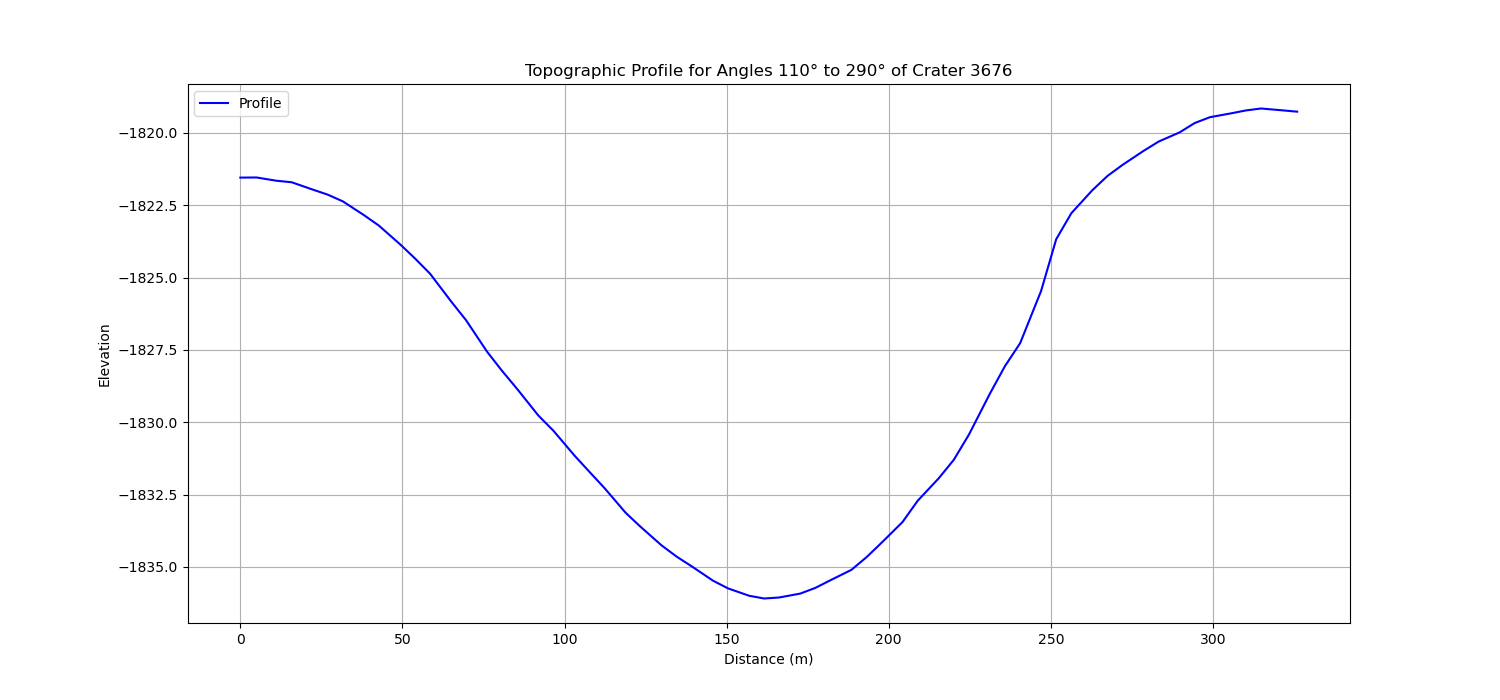 Topographic Profile for Angles 110° to 290° of Crater 3676
Profile
−1820.0
−1822.5
−1825.0
−1827.5
−1830.0
−1832.5
−1835.0
Elevation
0 50 100 150 200 250 300
Distance (m)